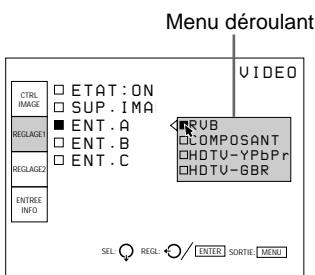 Menu déroulant
VIDEO
CTRL
IMAGE
REGLAGE1
REGLAGE2
ENTREE
INFO
ETAT:ON
SUP.IMA
ENT.A
ENT.B
ENT.C
RVB
COMPOSANT
HDTV-YPbPr
HDTV-GBR
SEL: REGL: / ENTER SORTIE: MENU